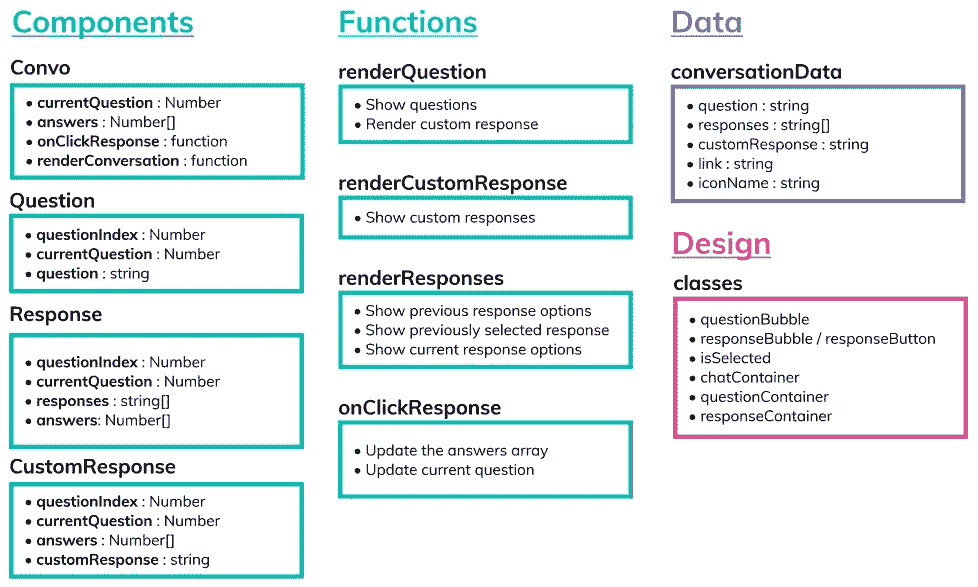 Components
Convo
• currentQuestion : Number
• answers : Number[]
• onClickResponse : function
• renderConversation : function
Question
• questionIndex : Number
• currentQuestion : Number
• question : string
Response
• questionIndex : Number
• currentQuestion : Number
• responses : string[]
• answers: Number[]
CustomResponse
• questionIndex : Number
• currentQuestion : Number
• answers : Number[]
• customResponse : string
Functions
renderQuestion
• Show questions
• Render custom response
renderCustomResponse
• Show custom responses
renderResponses
• Show previous response options
• Show previously selected response
• Show current response options
onClickResponse
• Update the answers array
• Update current question
Data
conversationData
• question : string
• responses : string[]
• customResponse : string
• link : string
• iconName : string
Design
classes
• questionBubble
• responseBubble / responseButton
• isSelected
• chatContainer
• questionContainer
• responseContainer